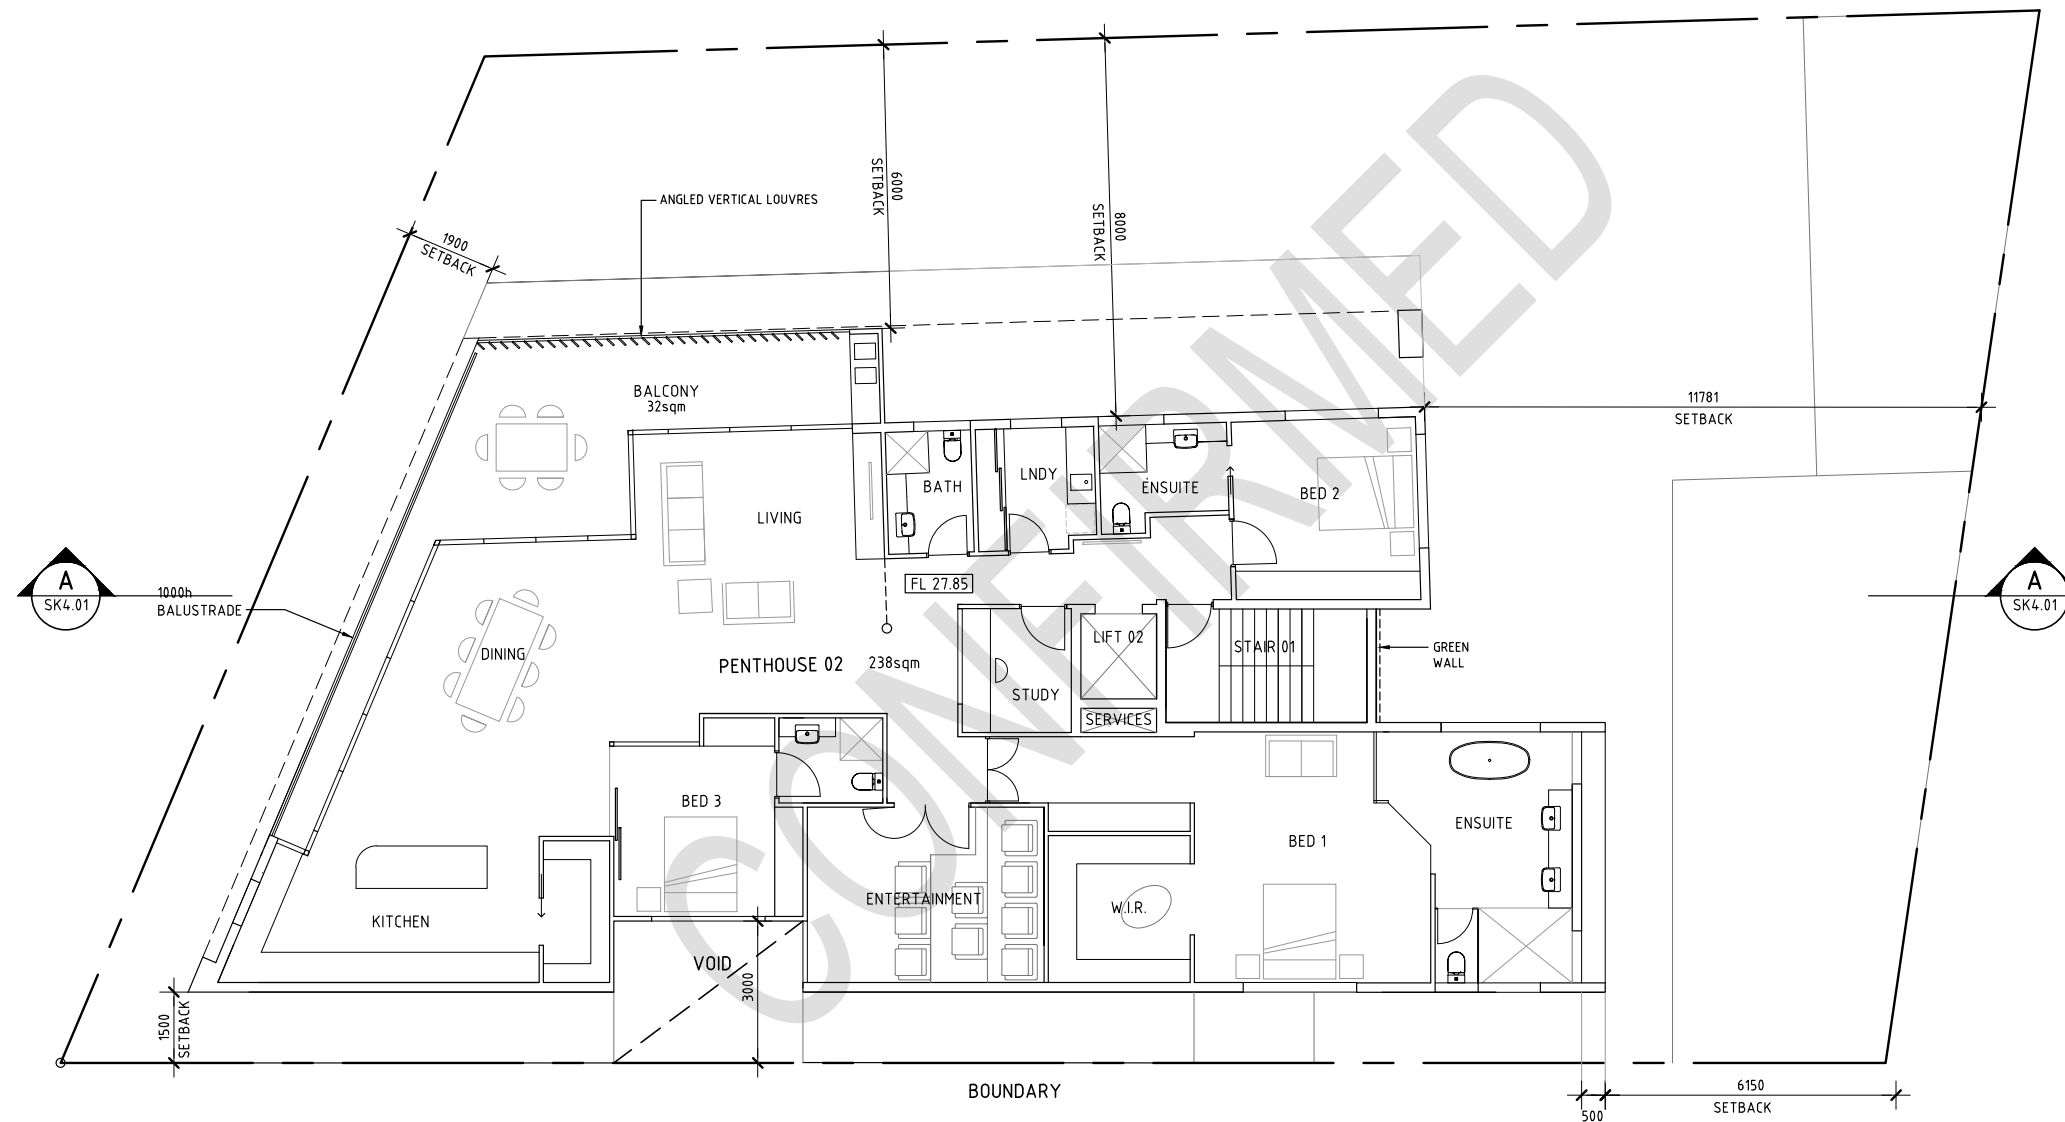 6000
SETBACK
8000
SETBACK
ANGLED VERTICAL LOUVRES
1900
SETBACK
BALCONY
32sqm
11781
SETBACK
BATH
LNDY
ENSUITE
BED 2
LIVING
A
SK4.01
1000h
BALUSTRADE
FL 27.85
A
SK4.01
DINING
PENTHOUSE 02
238sqm
LIFT 02
STAIR 01
GREEN
WALL
STUDY
SERVICES
BED 3
BED 1
ENSUITE
KITCHEN
ENTERTAINMENT
W.I.R.
VOID
3000
1500
SETBACK
BOUNDARY
500
6150
SETBACK
CONFIRMED